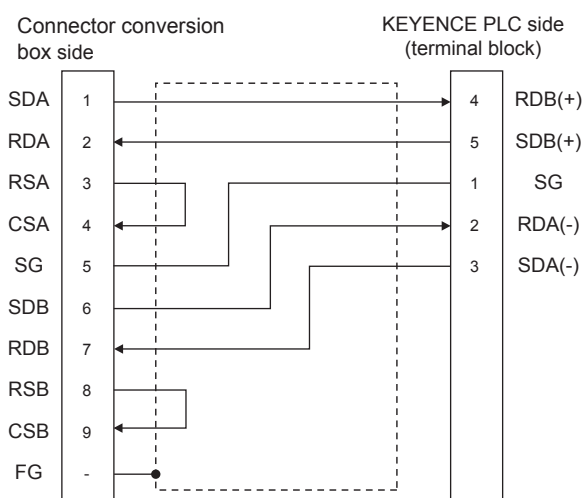 Connector conversion
box side
KEYENCE PLC side
(terminal block)
SDA 1 4 RDB(+)
RDA 2 5 SDB(+)
RSA 3 1 SG
CSA 4 2 RDA(-)
SG 5 3 SDA(-)
SDB 6
RDB 7
RSB 8
CSB 9
FG -